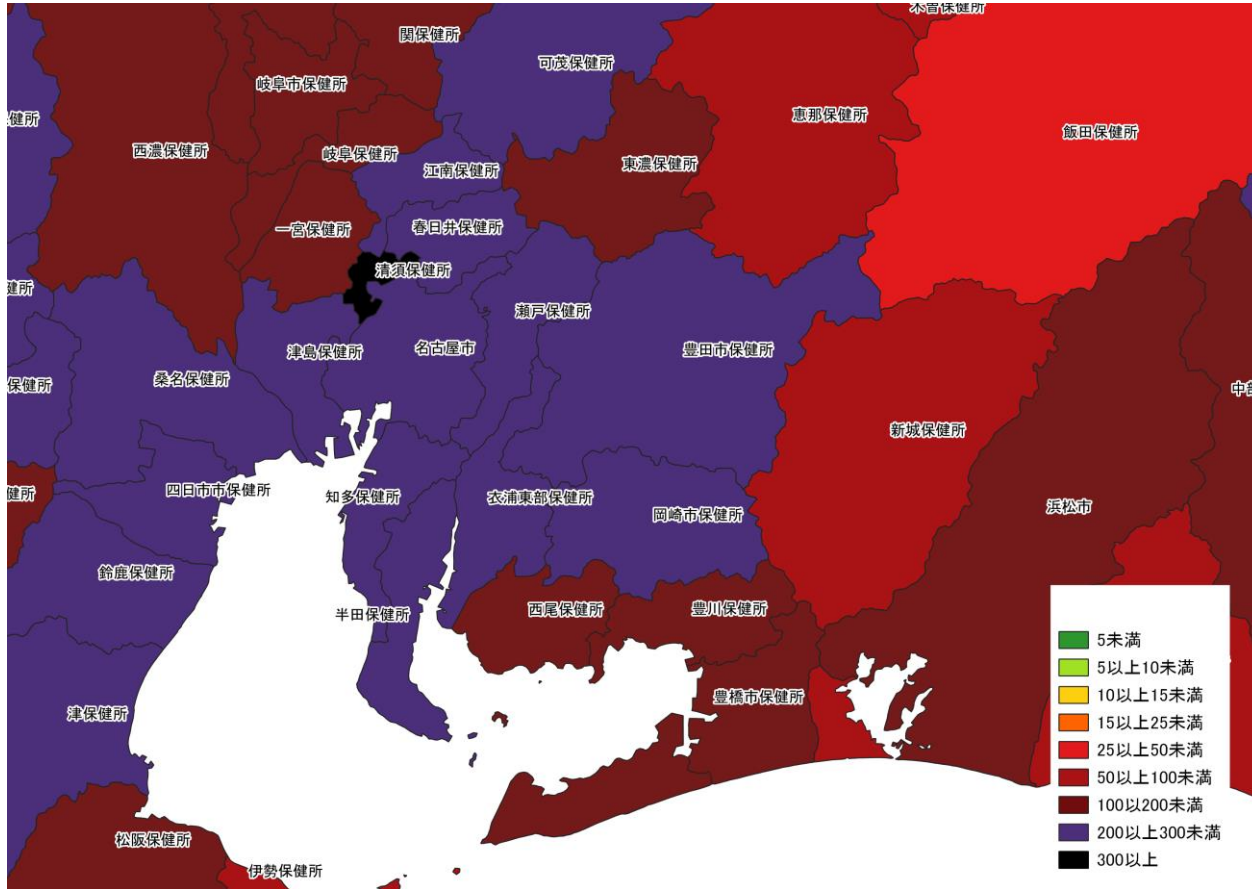 木曽保健所
関保健所
可茂保健所
岐阜市保健所
恵那保健所
保健所
飯田保健所
西濃保健所
岐阜保健所
東濃保健所
江南保健所
一宮保健所
春日井保健所
清須保健所
健所
瀬戸保健所
津島保健所
名古屋市
豊田市保健所
桑名保健所
保健所
中部
新城保健所
四日市市保健所
知多保健所
衣浦東部保健所
健所
岡崎市保健所
浜松市
鈴鹿保健所
半田保健所
西尾保健所
豊川保健所
津保健所
豊橋市保健所
松阪保健所
伊勢保健所
5未満
5以上10未満
10以上15未満
15以上25未満
25以上50未満
50以上100未満
100以200未満
200以上300未満
300以上